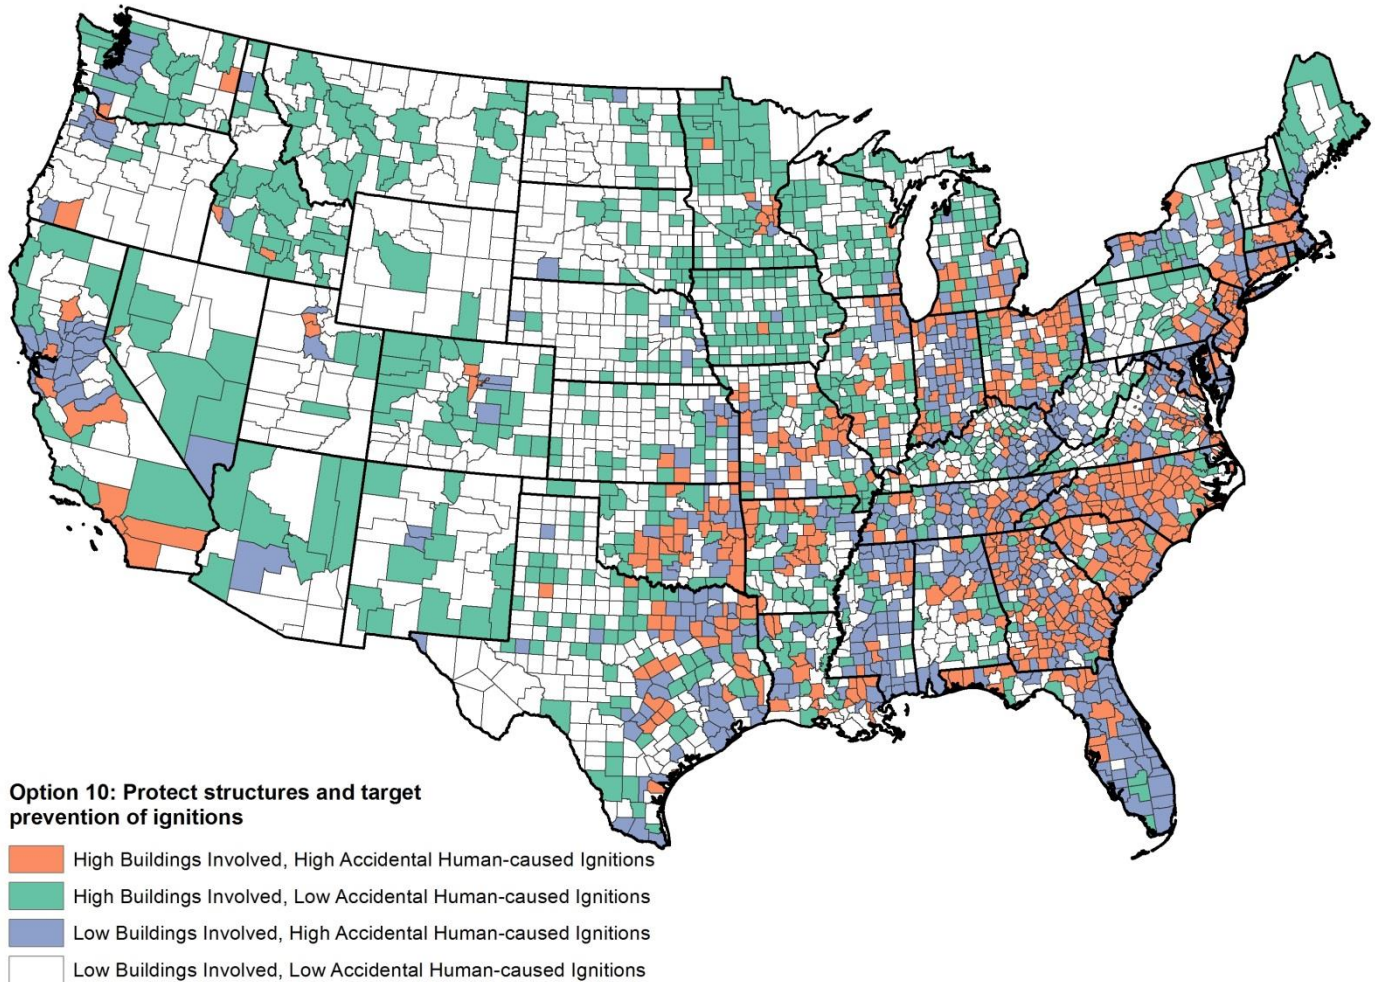 Option 10: Protect structures and target
prevention of ignitions
High Buildings Involved, High Accidental Human-caused Ignitions
High Buildings Involved, Low Accidental Human-caused Ignitions
Low Buildings Involved, High Accidental Human-caused Ignitions
Low Buildings Involved, Low Accidental Human-caused Ignitions